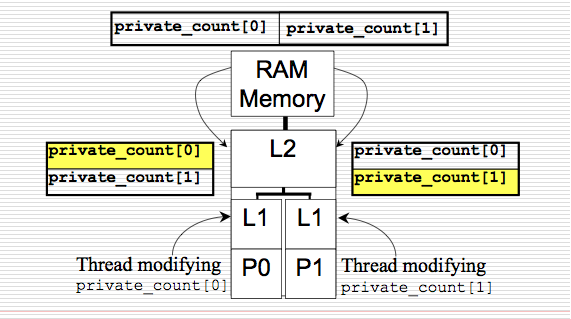 private_count[0] private_count[1]
RAM
Memory
L2
private_count[0]
private_count[1]
private_count[0]
private_count[1]
L1 L1
P0 P1
Thread modifying
private_count[0]
Thread modifying
private_count[1]